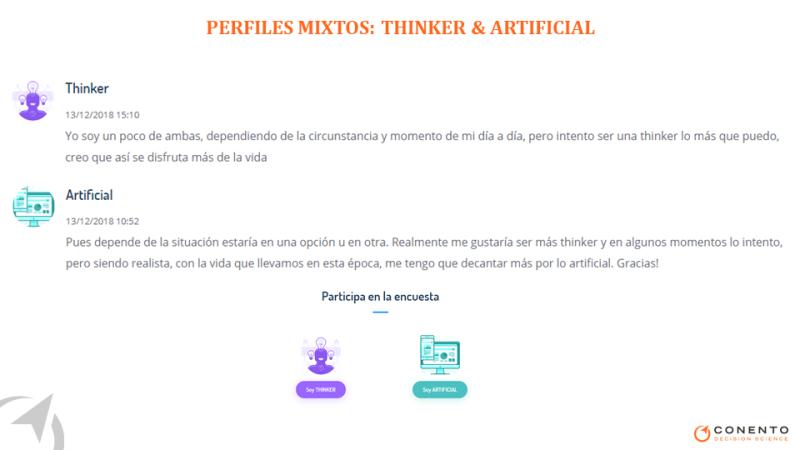 PERFILES MIXTOS: THINKER & ARTIFICIAL
Thinker
13/12/2018 15:10
Yo soy un poco de ambas, dependiendo de la circunstancia y momento de mi día a día, pero intento ser una thinker lo más que puedo,
creo que así se disfruta más de la vida
Artificial
13/12/2018 10:52
Pues depende de la situación estaría en una opción u en otra. Realmente me gustaría ser más thinker y en algunos momentos lo intento,
pero siendo realista, con la vida que llevamos en esta época, me tengo que decantar más por lo artificial. Gracias!
Participa en la encuesta
Soy THINKER
Soy ARTIFICIAL
CONENTO
DECISION SCIENCE